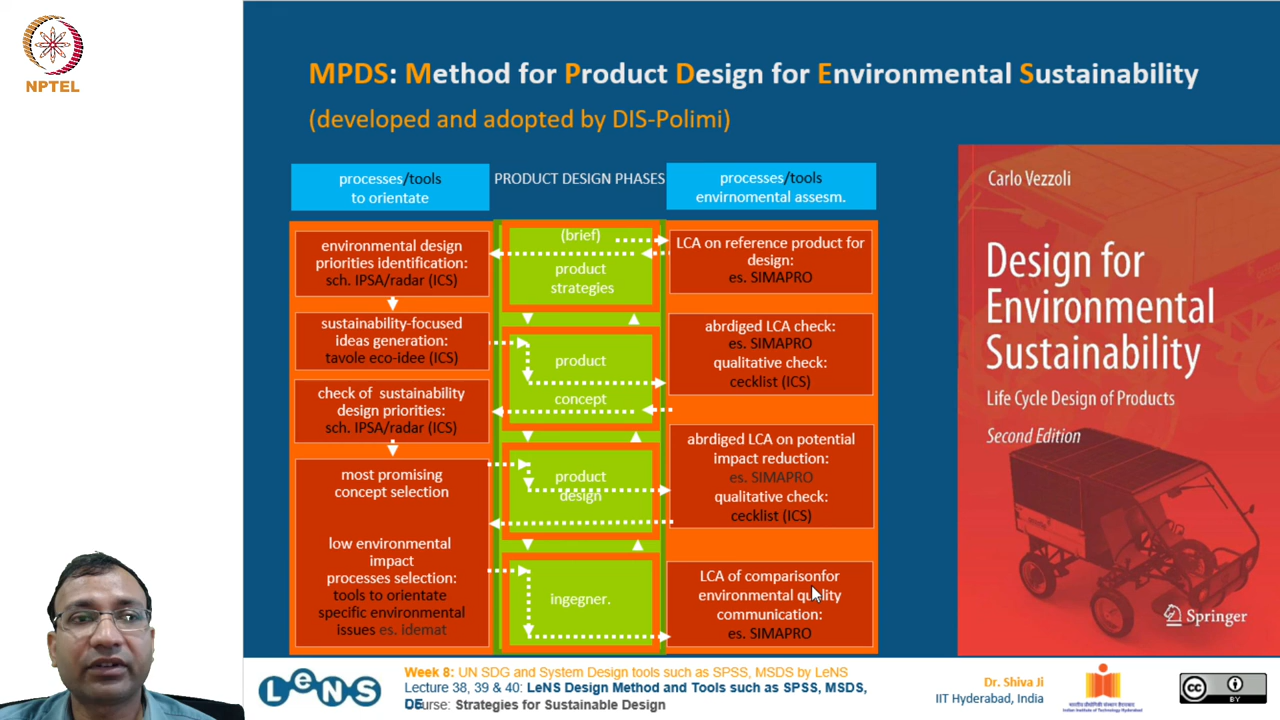 NPTEL
MPDS: Method for Product Design for Environmental Sustainability
(developed and adopted by DIS-Polimi)
processes/tools
to orientate
PRODUCT DESIGN PHASES
processes/tools
envirnomental assesm.
environmental design
priorities identification:
sch. IPSA/radar (ICS)
sustainability-focused
ideas generation:
tavole eco-idee (ICS)
check of sustainability
design priorities:
sch. IPSA/radar (ICS)
most promising
concept selection
low environmental
impact
processes selection:
tools to orientate
specific environmental
issues es. idemat
(brief)
product
strategies
product
concept
product
design
ingegner.
LCA on reference product for
design:
es. SIMAPRO
abrdiged LCA check:
es. SIMAPRO
qualitative check:
cecklist (ICS)
abrdiged LCA on potential
impact reduction:
es. SIMAPRO
qualitative check:
cecklist (ICS)
LCA of comparisonfor
environmental quality
communication:
es. SIMAPRO
Carlo Vezzoli
Design for
Environmental
Sustainability
Life Cycle Design of Products
Second Edition
Springer
LeNS
Week 8: UN SDG and System Design tools such as SPSS, MSDS by LeNS
Lecture 38, 39 & 40: LeNS Design Method and Tools such as SPSS, MSDS,
Course: Strategies for Sustainable Design
Dr. Shiva Ji
IIT Hyderabad, India
Indian Institute of Technology Hyderabad
CC BY